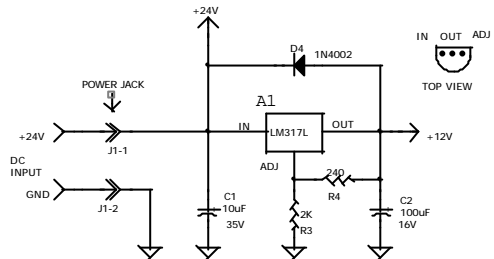 +24V
D4
1N4002
IN OUT ADJ
TOP VIEW
POWER JACK
A1
IN
LM317L
OUT
+24V
J1-1
+12V
ADJ
DC
INPUT
240
R4
GND
J1-2
C1
10uF
35V
2K
R3
C2
100uF
16V